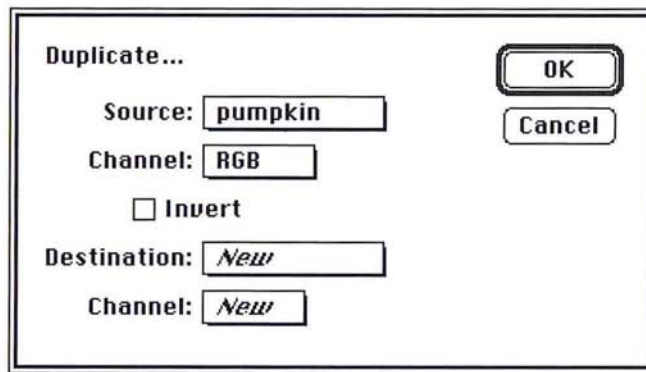 Duplicate...
OK
Source: pumpkin
Cancel
Channel: RGB
Invert
Destination: New
Channel: New